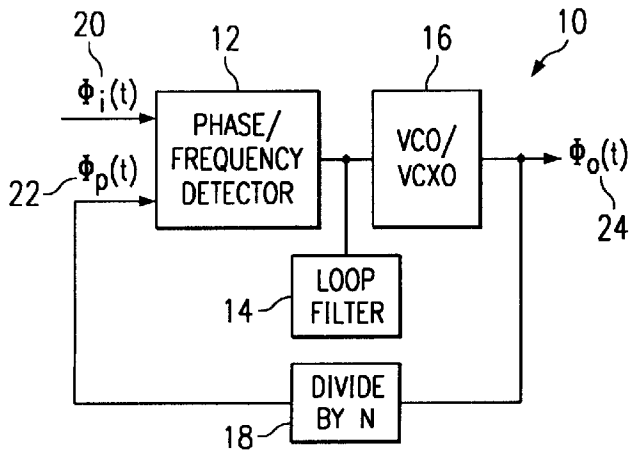 20
12
16
10
Φi(t)
PHASE/
FREQUENCY
DETECTOR
VCO/
VCXO
Φo(t)
24
22
Φp(t)
14
LOOP
FILTER
18
DIVIDE
BY N